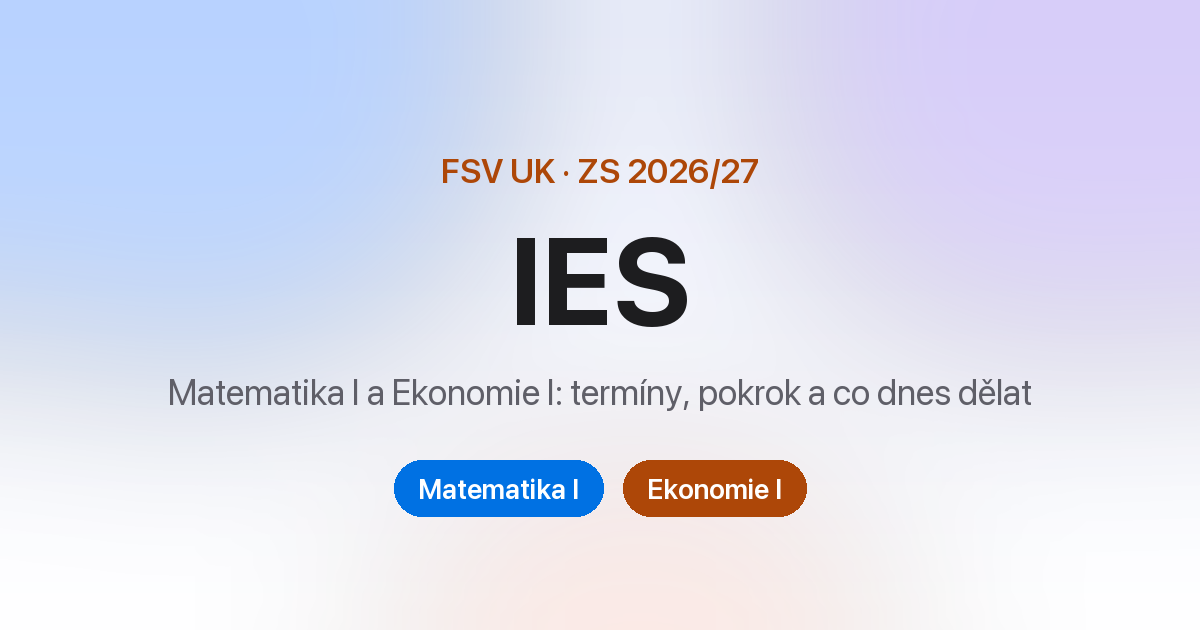 FSV UK · ZS 2026/27
IES
Matematika I a Ekonomie I: termíny, pokrok a co dnes dělat
Matematika I
Ekonomie I